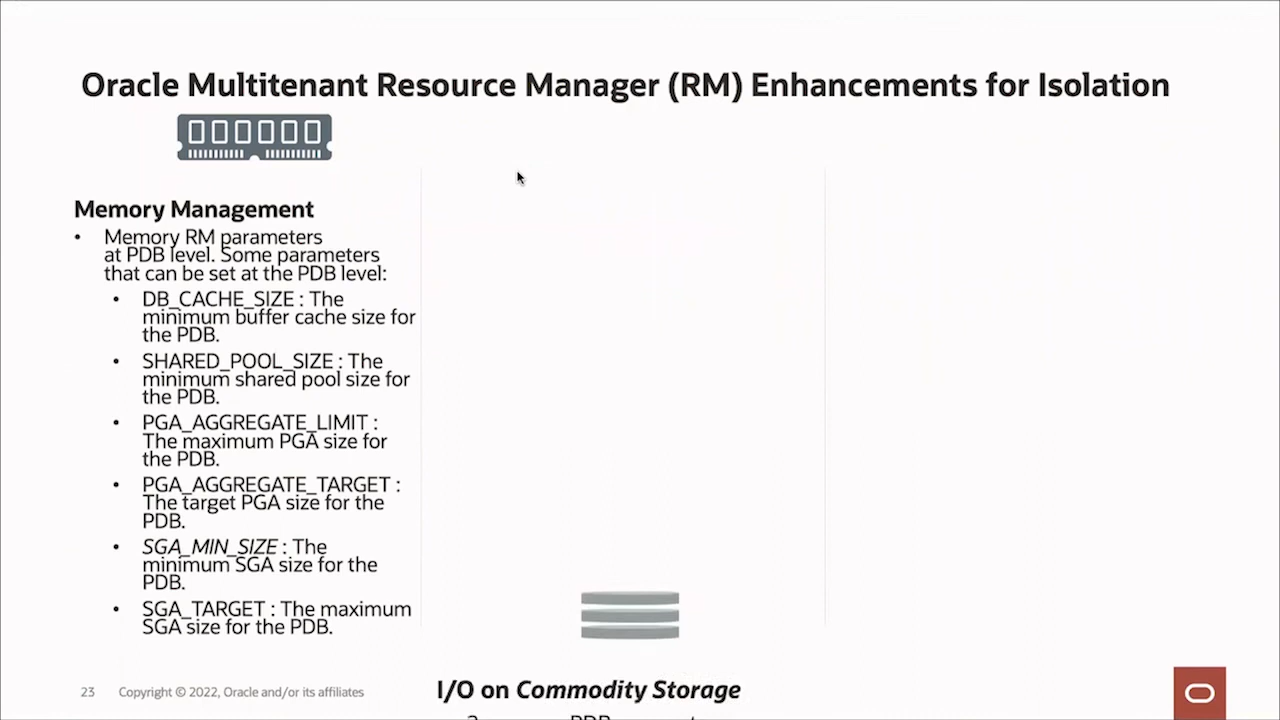 Oracle Multitenant Resource Manager (RM) Enhancements for Isolation
Memory Management
• Memory RM parameters
at PDB level. Some parameters
that can be set at the PDB level:
• DB_CACHE_SIZE : The
minimum buffer cache size for
the PDB.
• SHARED_POOL_SIZE : The
minimum shared pool size for
the PDB.
• PGA_AGGREGATE_LIMIT :
The maximum PGA size for
the PDB.
• PGA_AGGREGATE_TARGET :
The target PGA size for the
PDB.
• SGA_MIN_SIZE : The
minimum SGA size for the
PDB.
• SGA_TARGET : The maximum
SGA size for the PDB.
I/O on Commodity Storage
23 Copyright © 2022, Oracle and/or its affiliates